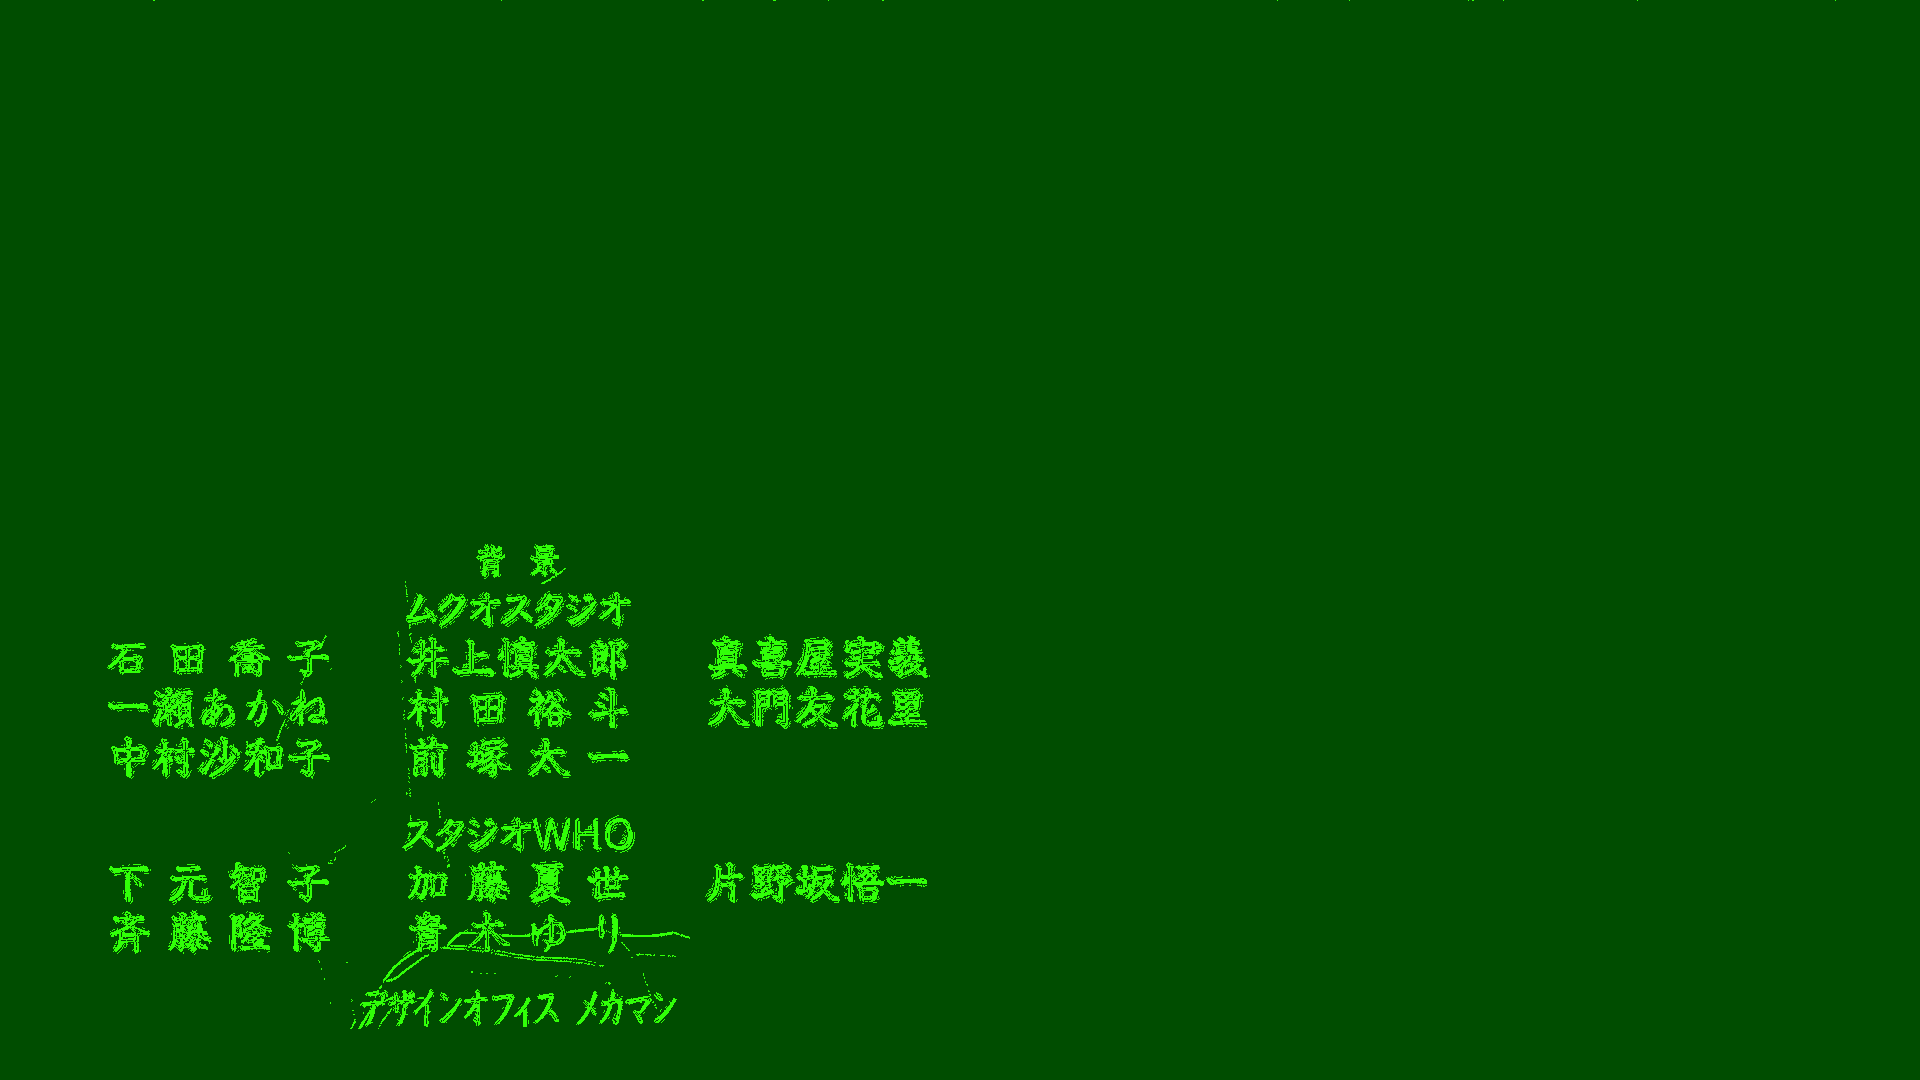 背景
ムクオスタジオ
石田喬子 井上慎太郎 真喜屋実義
一瀬あかね 村田裕斗 大門友花里
中村沙和子 前塚太一
スタジオWHO
下元智子 加藤夏世 片野坂悟一
斉藤隆博 青木ゆり
デザインオフィス メカマン